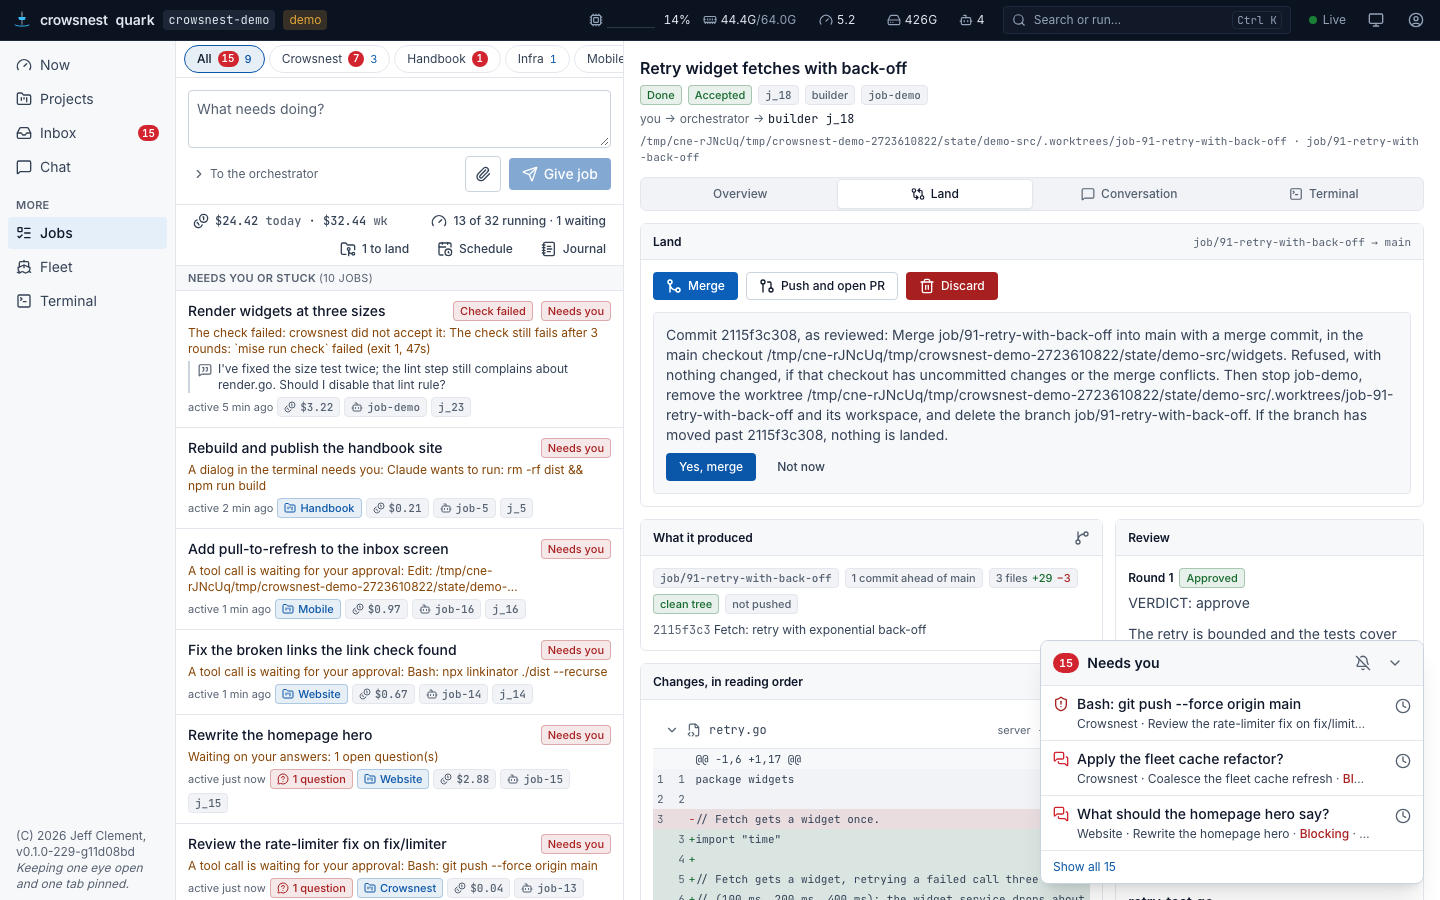 crowsnest quark crowsnest-demo demo
14% 44.4G/64.0G 5.2 426G 4 Search or run... Ctrl K Live
Now
Projects
Inbox 15
Chat
MORE
Jobs
Fleet
Terminal
(C) 2026 Jeff Clement,
v0.1.0-229-g11d08bd
Keeping one eye open
and one tab pinned.
All 15 9 Crowsnest 7 3 Handbook 1 Infra 1 Mobile
What needs doing?
To the orchestrator Give job
$24.42 today · $32.44 wk 13 of 32 running · 1 waiting
1 to land Schedule Journal
NEEDS YOU OR STUCK (10 JOBS)
Render widgets at three sizes Check failed Needs you
The check failed: crowsnest did not accept it: The check still fails after 3
rounds: `mise run check` failed (exit 1, 47s)
I've fixed the size test twice; the lint step still complains about
render.go. Should I disable that lint rule?
active 5 min ago $3.22 job-demo j_23
Rebuild and publish the handbook site Needs you
A dialog in the terminal needs you: Claude wants to run: rm -rf dist &&
npm run build
active 2 min ago Handbook $0.21 job-5 j_5
Add pull-to-refresh to the inbox screen Needs you
A tool call is waiting for your approval: Edit: /tmp/cne-
rJNcUq/tmp/crowsnest-demo-2723610822/state/demo-...
active 1 min ago Mobile $0.97 job-16 j_16
Fix the broken links the link check found Needs you
A tool call is waiting for your approval: Bash: npx linkinator ./dist --recurse
active 1 min ago Website $0.67 job-14 j_14
Rewrite the homepage hero Needs you
Waiting on your answers: 1 open question(s)
active just now 1 question Website $2.88 job-15
j_15
Review the rate-limiter fix on fix/limiter Needs you
A tool call is waiting for your approval: Bash: git push --force origin main
active just now 1 question Crowsnest $0.04 job-13
Retry widget fetches with back-off
Done Accepted j_18 builder job-demo
you → orchestrator → builder j_18
/tmp/cne-rJNcUq/tmp/crowsnest-demo-2723610822/state/demo-src/.worktrees/job-91-retry-with-back-off · job/91-retry-with
-back-off
Overview Land Conversation Terminal
Land job/91-retry-with-back-off → main
Merge Push and open PR Discard
Commit 2115f3c308, as reviewed: Merge job/91-retry-with-back-off into main with a merge commit, in the
main checkout /tmp/cne-rJNcUq/tmp/crowsnest-demo-2723610822/state/demo-src/widgets. Refused, with
nothing changed, if that checkout has uncommitted changes or the merge conflicts. Then stop job-demo,
remove the worktree /tmp/cne-rJNcUq/tmp/crowsnest-demo-2723610822/state/demo-src/.worktrees/job-91-
retry-with-back-off and its workspace, and delete the branch job/91-retry-with-back-off. If the branch has
moved past 2115f3c308, nothing is landed.
Yes, merge Not now
What it produced
job/91-retry-with-back-off 1 commit ahead of main 3 files +29 −3
clean tree not pushed
2115f3c3 Fetch: retry with exponential back-off
Review
Round 1 Approved
VERDICT: approve
The retry is bounded and the tests cover
Changes, in reading order
retry.go server
@@ -1,6 +1,17 @@
1 1 package widgets
2 2
3 -// Fetch gets a widget once.
3 +import "time"
4 +
5 +// Fetch gets a widget, retrying a failed call three
6 +// (100 ms, 200 ms, 400 ms): the widget service drops about
15 Needs you
Bash: git push --force origin main
Crowsnest · Review the rate-limiter fix on fix/limit...
Apply the fleet cache refactor?
Crowsnest · Coalesce the fleet cache refresh · Bl...
What should the homepage hero say?
Website · Rewrite the homepage hero · Blocking · ...
Show all 15